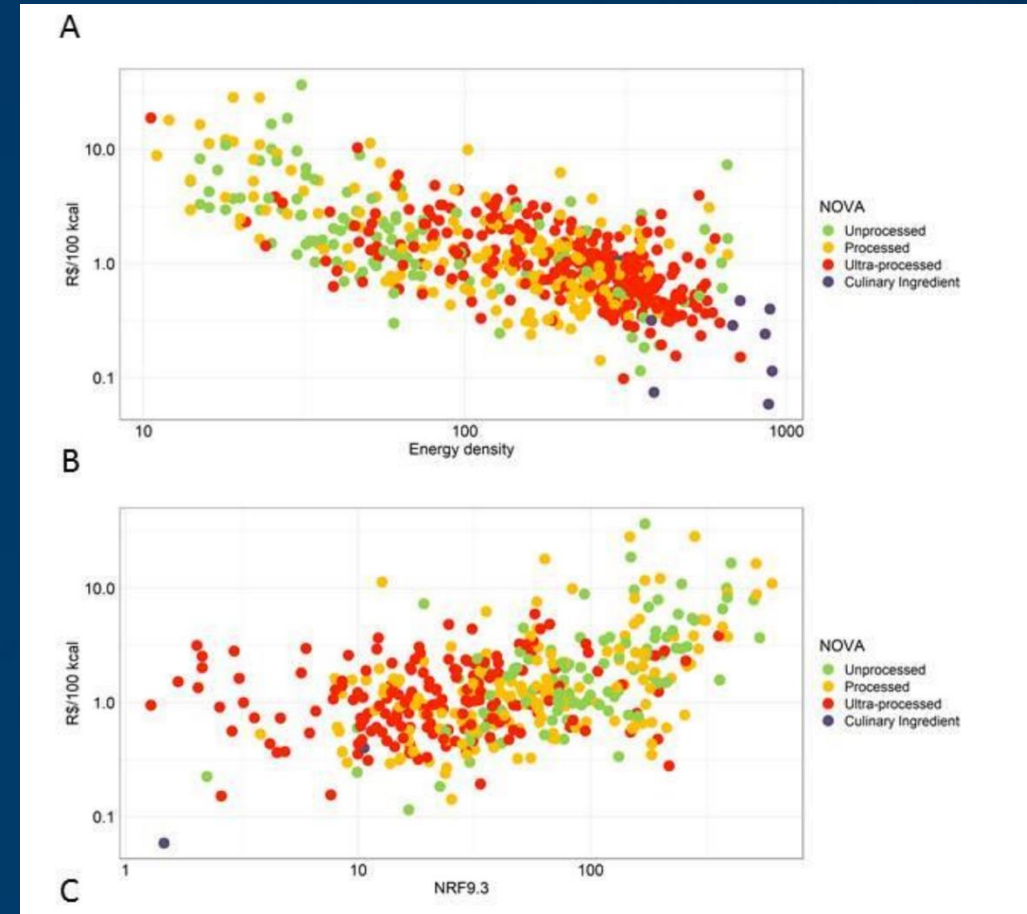 A
R$/100 kcal
10.0
1.0
0.1
10
100
1000
Energy density
NOVA
Unprocessed
Processed
Ultra-processed
Culinary Ingredient
B
R$/100 kcal
10.0
1.0
0.1
1
10
100
NRF9.3
NOVA
Unprocessed
Processed
Ultra-processed
Culinary Ingredient
C